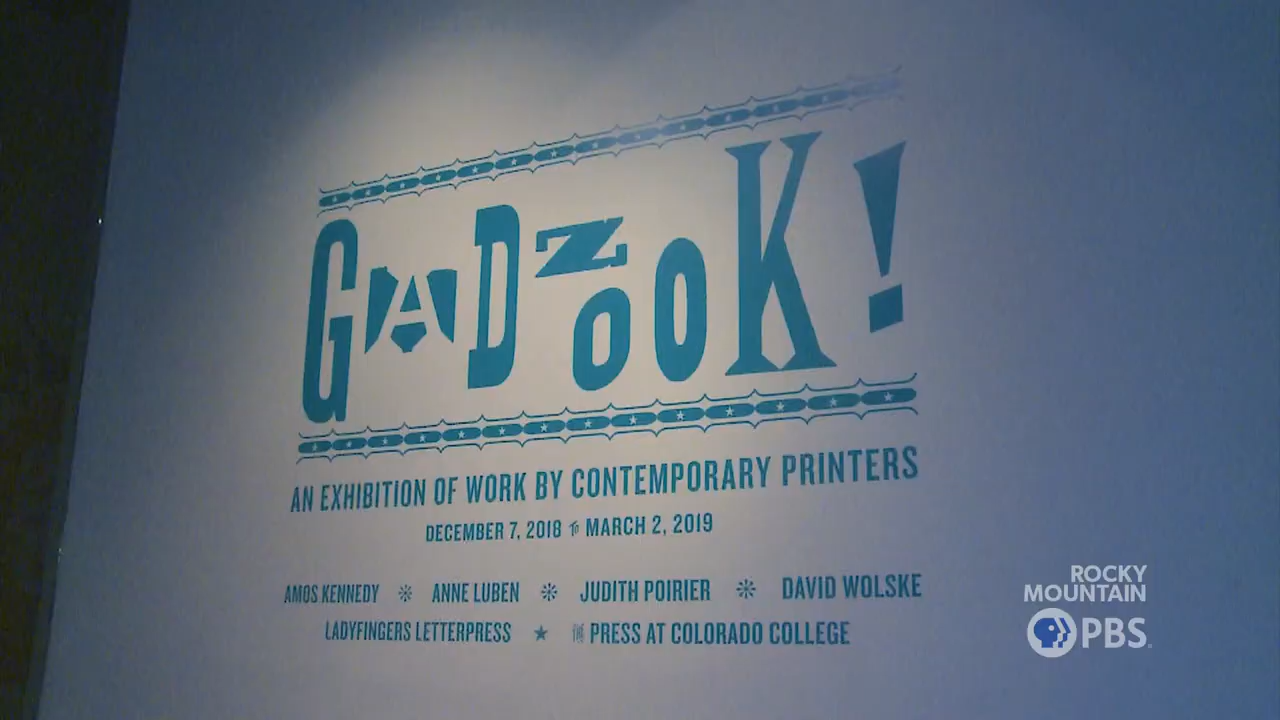 GADZOOK!
AN EXHIBITION OF WORK BY CONTEMPORARY PRINTERS
DECEMBER 7, 2018 To MARCH 2, 2019
AMOS KENNEDY ANNE LUBEN JUDITH POIRIER DAVID WOLSKE
LADYFINGERS LETTERPRESS ★ THE PRESS AT COLORADO COLLEGE
ROCKY
MOUNTAIN
PBS.